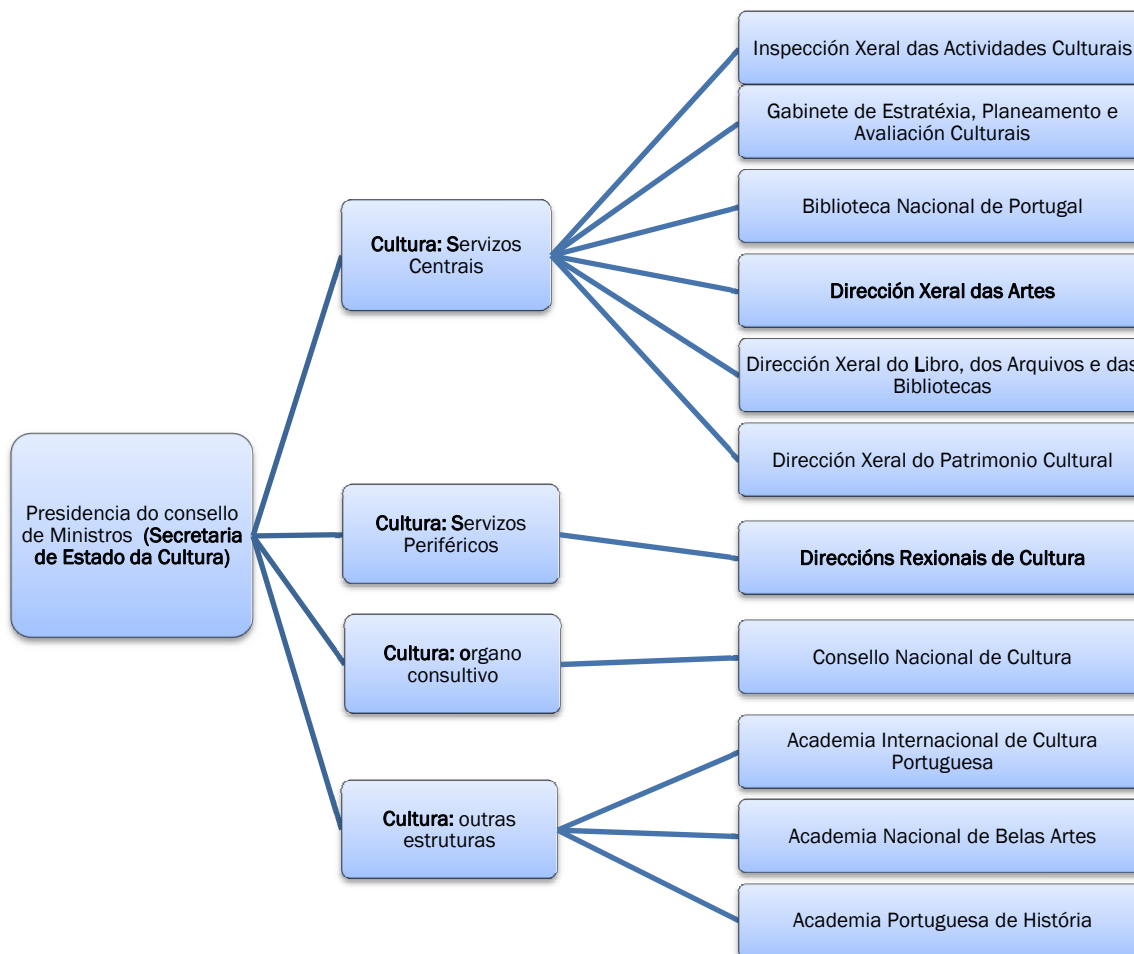 Presidencia do consello
de Ministros (Secretaria
de Estado da Cultura)
Cultura: Servizos
Centrais
Inspección Xeral das Actividades Culturais
Gabinete de Estratéxia, Planeamento e
Avaliación Culturais
Biblioteca Nacional de Portugal
Dirección Xeral das Artes
Dirección Xeral do Libro, dos Arquivos e das
Bibliotecas
Dirección Xeral do Patrimonio Cultural
Cultura: Servizos
Periféricos
Direccións Rexionais de Cultura
Cultura: organo
consultivo
Consello Nacional de Cultura
Cultura: outras
estruturas
Academia Internacional de Cultura
Portuguesa
Academia Nacional de Belas Artes
Academia Portuguesa de História